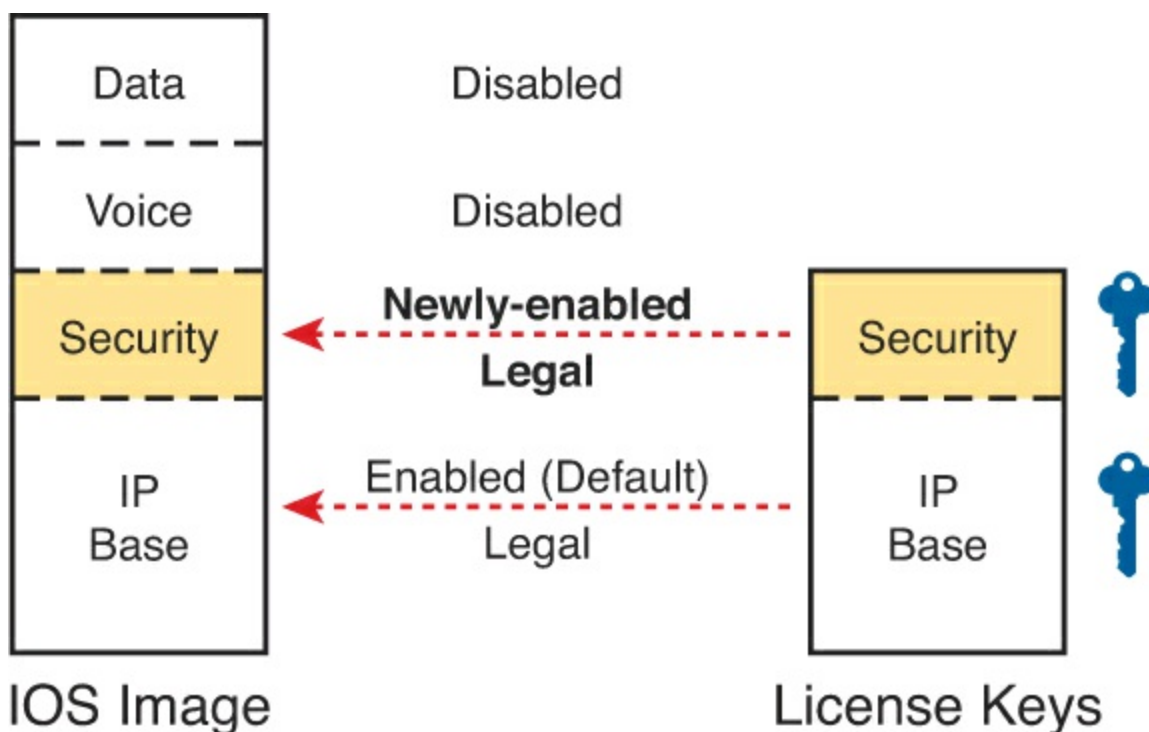 Data
Disabled
Voice
Disabled
Security
Newly-enabled
Legal
Security
IP
Base
Enabled (Default)
Legal
IP
Base
IOS Image
License Keys